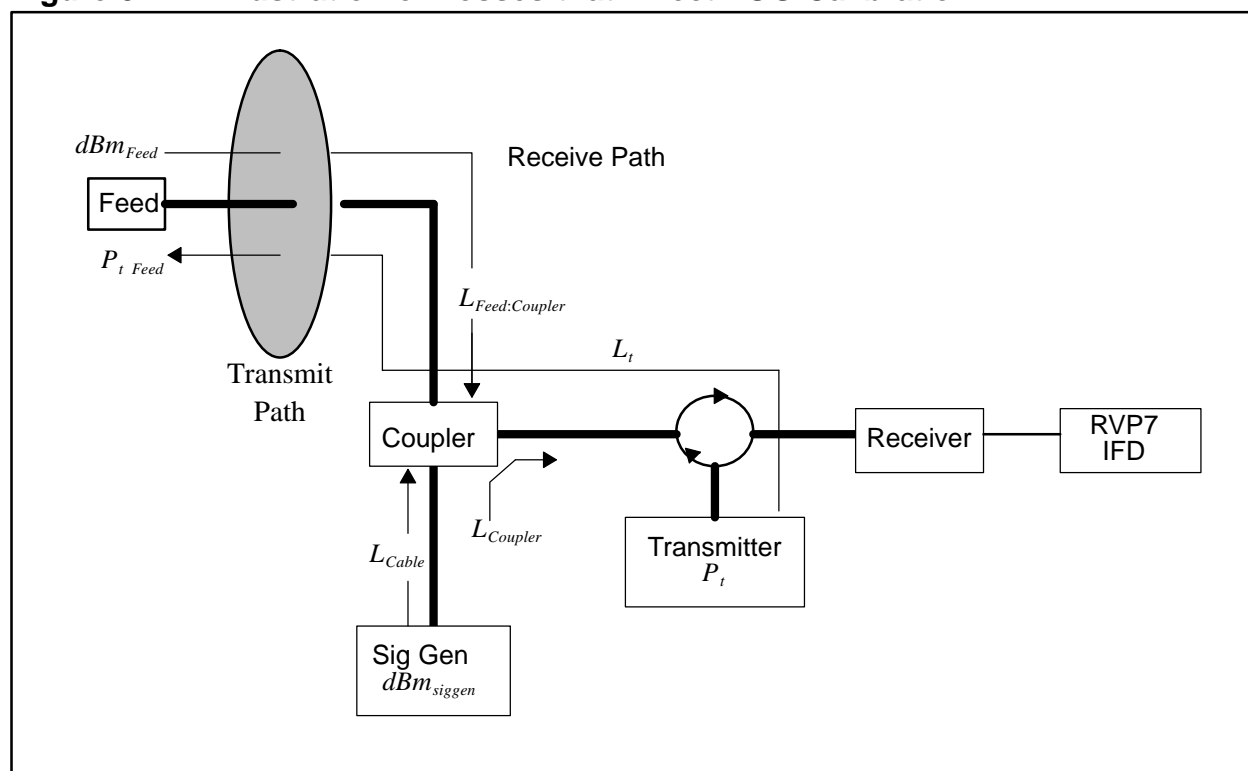 dBm_Feed
Receive Path
Feed
P_t Feed
L_Feed:Coupler
L_t
Transmit
Path
Coupler
Receiver
RVP7
IFD
L_Coupler
L_Cable
Transmitter
P_t
Sig Gen
dBm_siggen